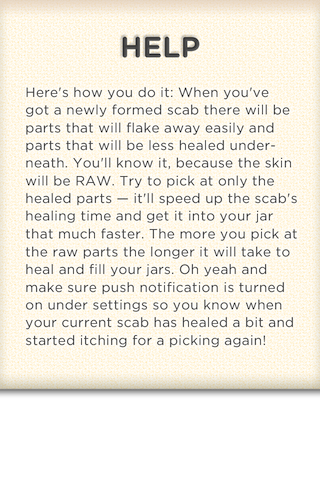 HELP
Here's how you do it: When you've
got a newly formed scab there will be
parts that will flake away easily and
parts that will be less healed under-
neath. You'll know it, because the skin
will be RAW. Try to pick at only the
healed parts — it'll speed up the scab's
healing time and get it into your jar
that much faster. The more you pick at
the raw parts the longer it will take to
heal and fill your jars. Oh yeah and
make sure push notification is turned
on under settings so you know when
your current scab has healed a bit and
started itching for a picking again!